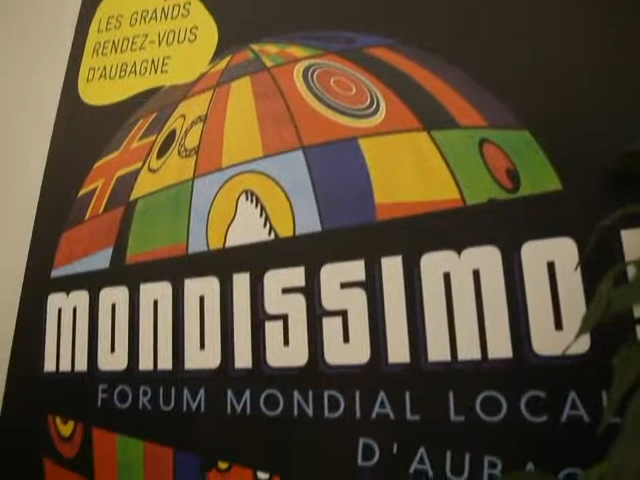 LES GRANDS
RENDEZ-VOUS
D'AUBAGNE
MONDISSIMO !
FORUM MONDIAL LOCAL